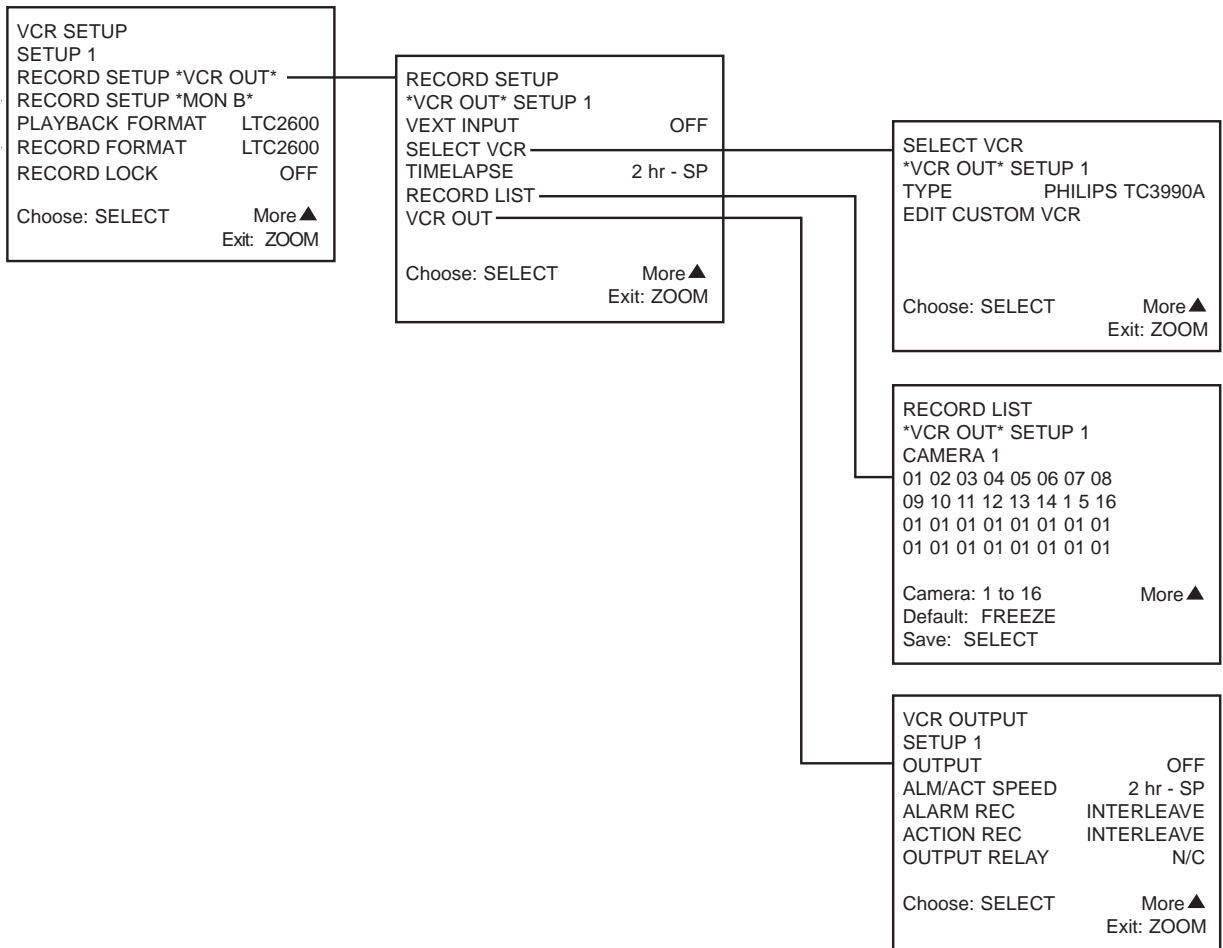 VCR SETUP
SETUP 1
RECORD SETUP *VCR OUT*
RECORD SETUP *MON B*
PLAYBACK FORMAT LTC2600
RECORD FORMAT LTC2600
RECORD LOCK OFF
Choose: SELECT More▲
Exit: ZOOM
RECORD SETUP
*VCR OUT* SETUP 1
VEXT INPUT OFF
SELECT VCR
TIMELAPSE 2 hr - SP
RECORD LIST
VCR OUT
Choose: SELECT More▲
Exit: ZOOM
SELECT VCR
*VCR OUT* SETUP 1
TYPE PHILIPS TC3990A
EDIT CUSTOM VCR
Choose: SELECT More▲
Exit: ZOOM
RECORD LIST
*VCR OUT* SETUP 1
CAMERA 1
01 02 03 04 05 06 07 08
09 10 11 12 13 14 1 5 16
01 01 01 01 01 01 01 01
01 01 01 01 01 01 01 01
Camera: 1 to 16 More▲
Default: FREEZE
Save: SELECT
VCR OUTPUT
SETUP 1
OUTPUT OFF
ALM/ACT SPEED 2 hr - SP
ALARM REC INTERLEAVE
ACTION REC INTERLEAVE
OUTPUT RELAY N/C
Choose: SELECT More▲
Exit: ZOOM